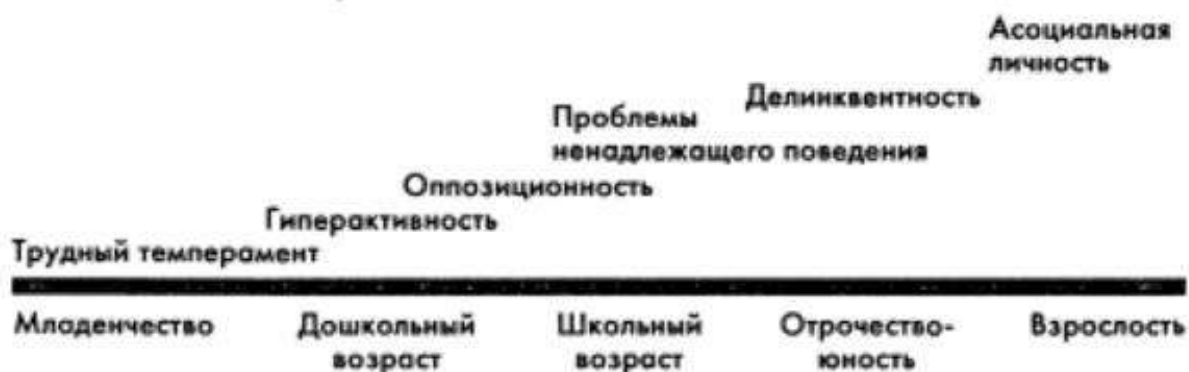 Асоциальная
личность
Делинквентность
Проблемы
ненадлежащего поведения
Оппозиционность
Гиперактивность
Трудный темперамент
Младенчество
Дошкольный
возраст
Школьный
возраст
Отрочество-
юность
Взрослость